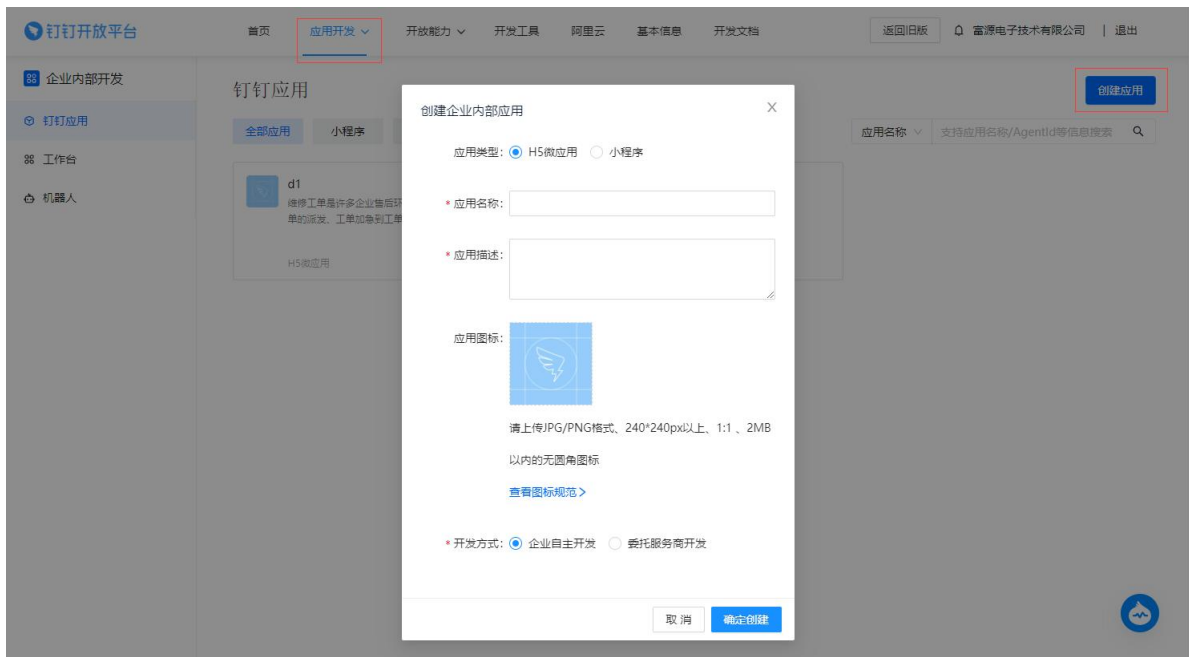 钉钉开放平台
首页 应用开发 开放能力 开发工具 阿里云 基本信息 开发文档 返回旧版 富源电子技术有限公司 | 退出
企业内部开发
钉钉应用
工作台
机器人
钉钉应用
创建应用
全部应用 小程序
应用名称 支持应用名称/AgentId等信息搜索
d1
维修工单是许多企业售后环
单的派发、工单加急到工单
H5微应用
创建企业内部应用
应用类型: H5微应用 小程序
* 应用名称:
* 应用描述:
应用图标:
请上传JPG/PNG格式、240*240px以上、1:1 、2MB
以内的无圆角图标
查看图标规范 >
* 开发方式: 企业自主开发 委托服务商开发
取 消 确定创建